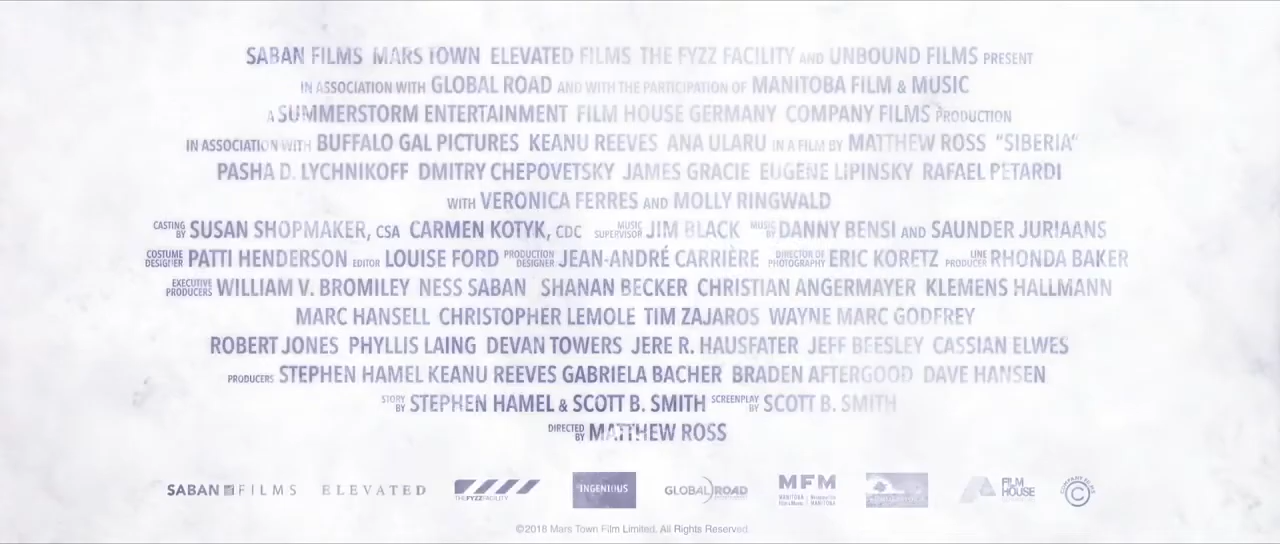 SABAN FILMS MARS TOWN ELEVATED FILMS THE FYZZ FACILITY AND UNBOUND FILMS PRESENT
IN ASSOCIATION WITH GLOBAL ROAD AND WITH THE PARTICIPATION OF MANITOBA FILM & MUSIC
A SUMMERSTORM ENTERTAINMENT FILM HOUSE GERMANY COMPANY FILMS PRODUCTION
IN ASSOCIATION WITH BUFFALO GAL PICTURES KEANU REEVES ANA ULARU IN A FILM BY MATTHEW ROSS "SIBERIA"
PASHA D. LYCHNIKOFF DMITRY CHEPOVETSKY JAMES GRACIE EUGENE LIPINSKY RAFAEL PETARDI
WITH VERONICA FERRES AND MOLLY RINGWALD
CASTING BY SUSAN SHOPMAKER, CSA CARMEN KOTYK, CDC MUSIC SUPERVISOR JIM BLACK MUSIC BY DANNY BENSI AND SAUNDER JURIAANS
COSTUME DESIGNER PATTI HENDERSON EDITOR LOUISE FORD PRODUCTION DESIGNER JEAN-ANDRÉ CARRIÈRE DIRECTOR OF PHOTOGRAPHY ERIC KORETZ LINE PRODUCER RHONDA BAKER
EXECUTIVE PRODUCERS WILLIAM V. BROMILEY NESS SABAN SHANAN BECKER CHRISTIAN ANGERMAYER KLEMENS HALLMANN
MARC HANSELL CHRISTOPHER LEMOLE TIM ZAJAROS WAYNE MARC GODFREY
ROBERT JONES PHYLLIS LAING DEVAN TOWERS JERE R. HAUSFATER JEFF BEESLEY CASSIAN ELWES
PRODUCERS STEPHEN HAMEL KEANU REEVES GABRIELA BACHER BRADEN AFTERGOOD DAVE HANSEN
STORY BY STEPHEN HAMEL & SCOTT B. SMITH SCREENPLAY BY SCOTT B. SMITH
DIRECTED BY MATTHEW ROSS
SABAN FILMS ELEVATED THE FYZZ FACILITY INGENIOUS GLOBAL ROAD MFM FILM HOUSE COMPANY FILMS
©2018 Mars Town Film Limited. All Rights Reserved.